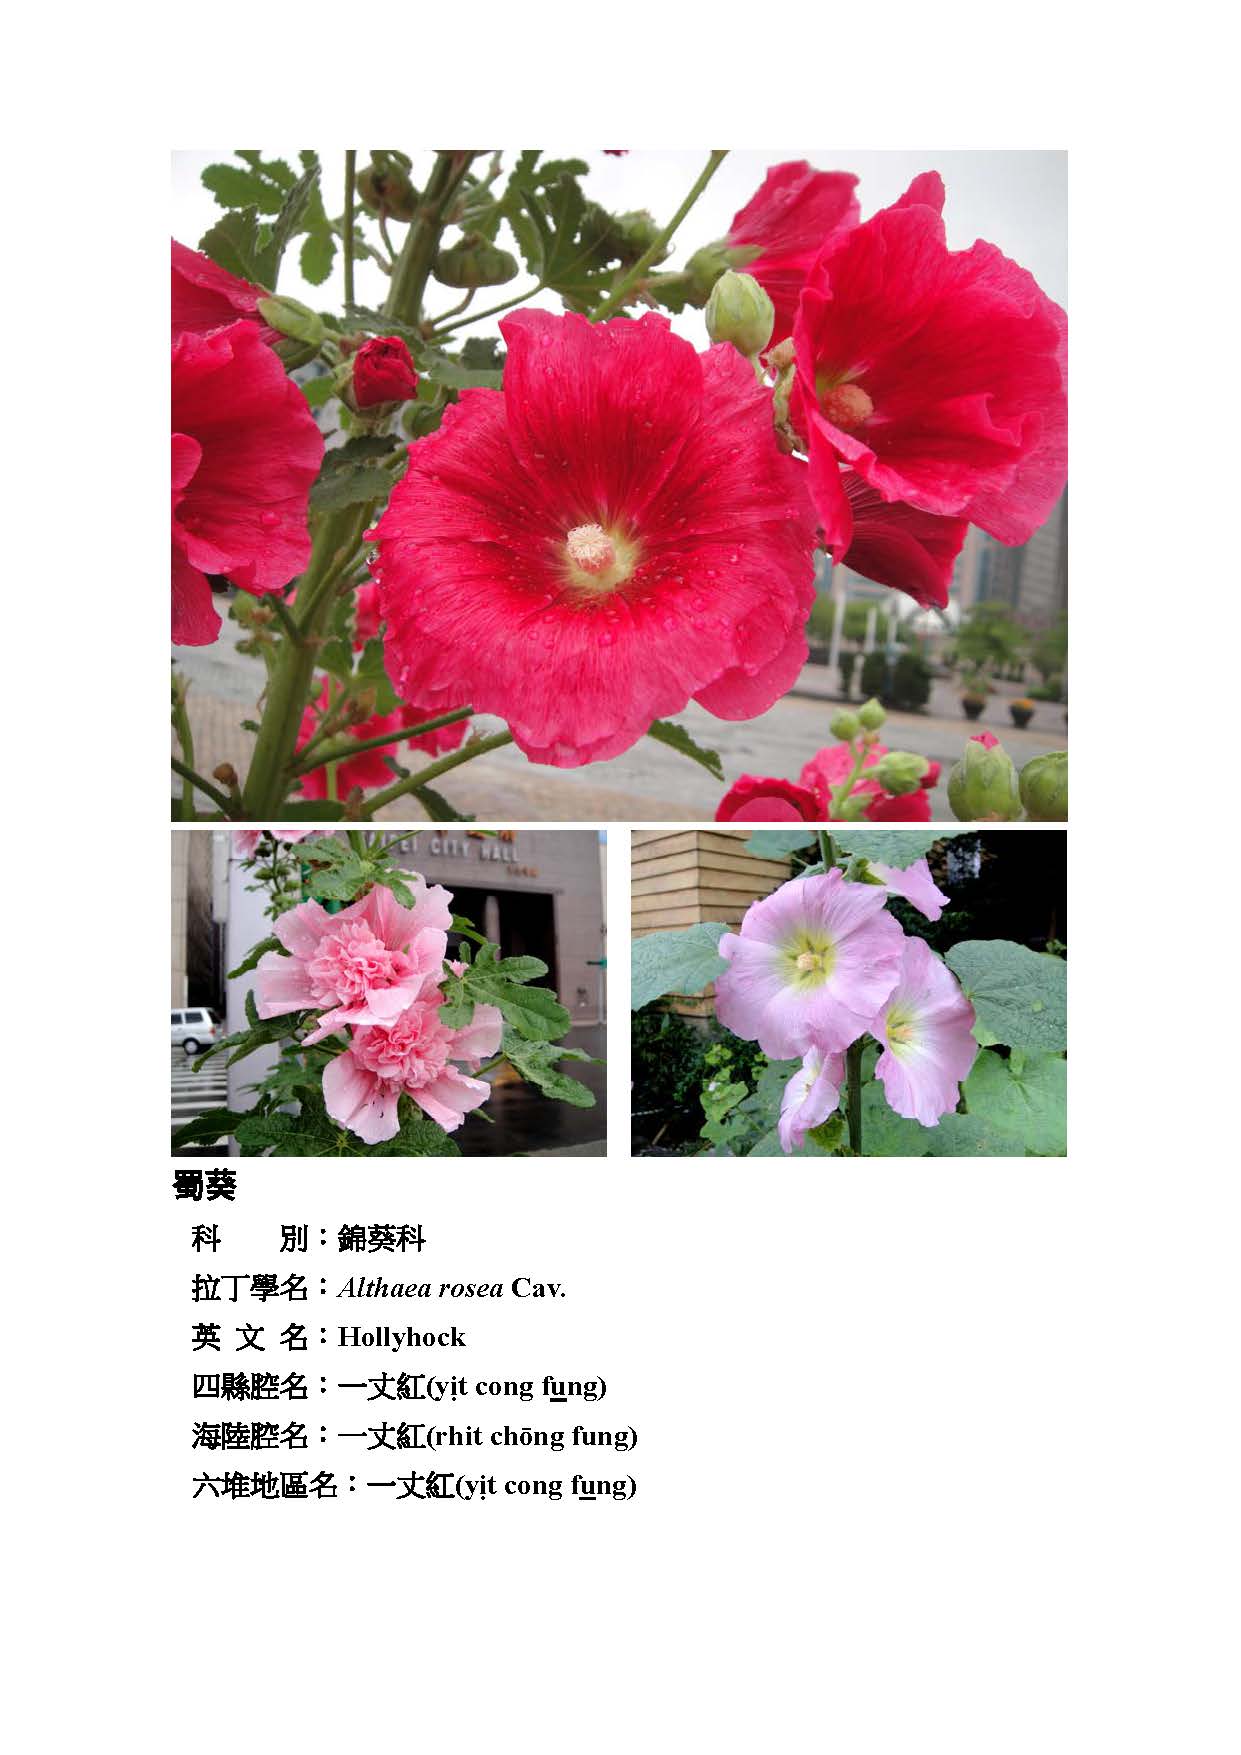 CITY HALL
蜀葵
科　　別：錦葵科
拉丁學名：Althaea rosea Cav.
英 文 名：Hollyhock
四縣腔名：一丈紅(yịt cong fu̲ng)
海陸腔名：一丈紅(rhit chōng fung)
六堆地區名：一丈紅(yịt cong fu̲ng)